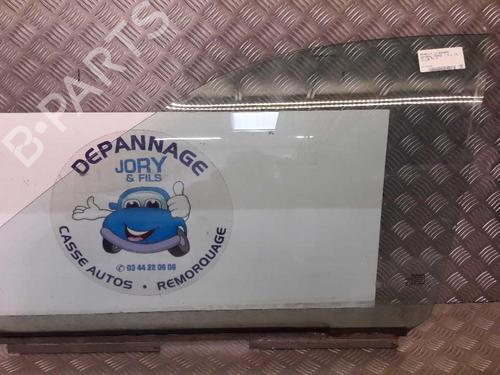 B-PARTS
DEPANNAGE
JORY
& FILS
03 44 22 06 06
CASSE AUTOS • REMORQUAGE